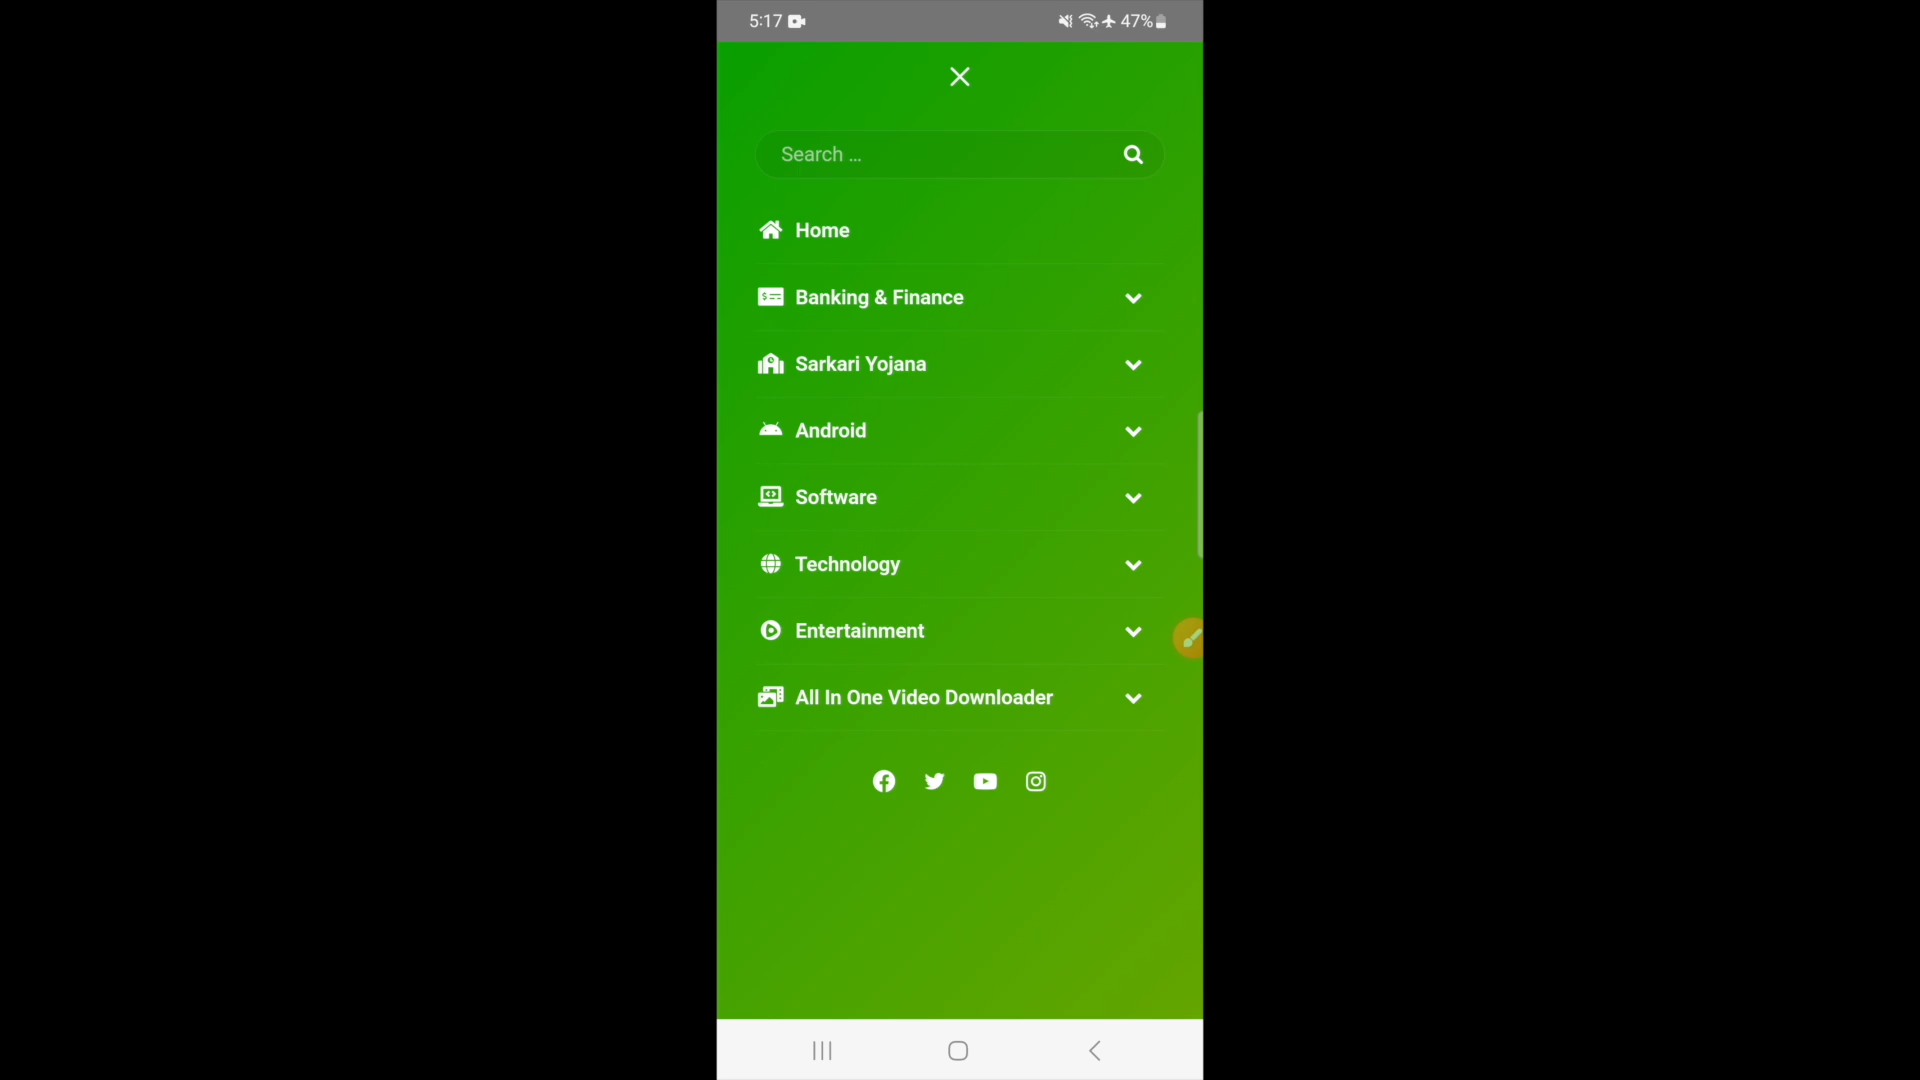 5:17
47%
Search ...
Home
Banking & Finance
Sarkari Yojana
Android
Software
Technology
Entertainment
All In One Video Downloader